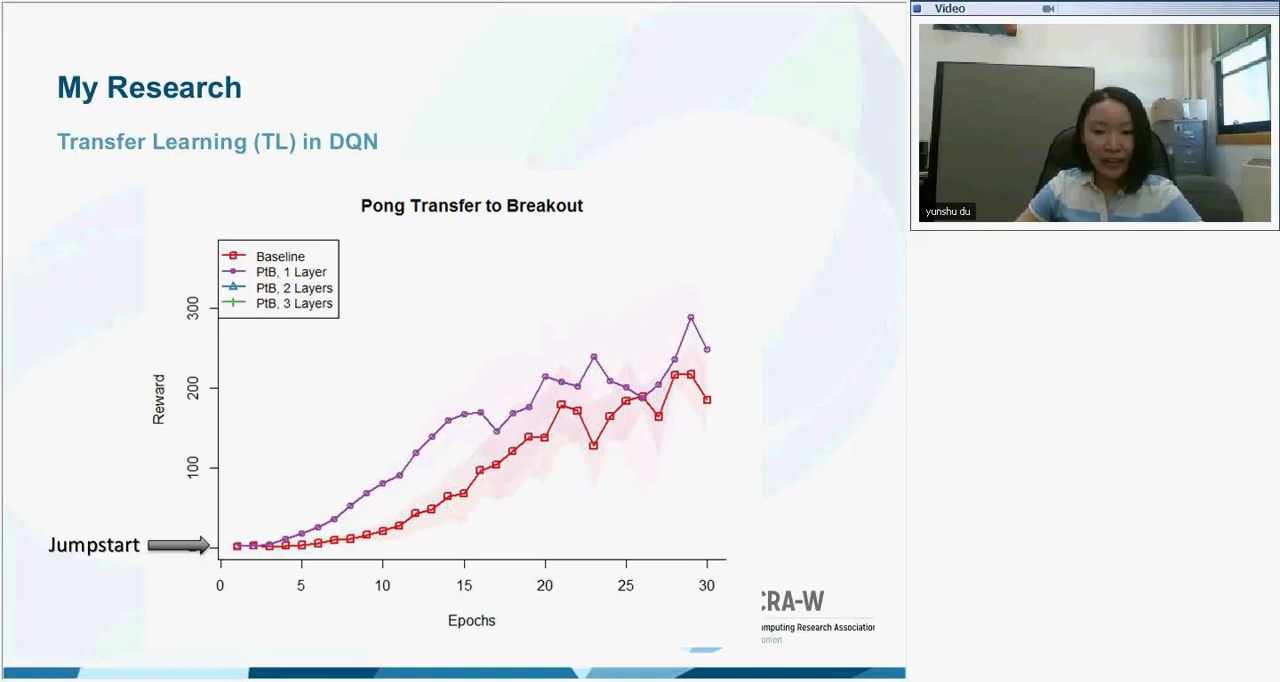 My Research
Transfer Learning (TL) in DQN
Pong Transfer to Breakout
Baseline
PtB, 1 Layer
PtB, 2 Layers
PtB, 3 Layers
300
200
100
Reward
Jumpstart
0 5 10 15 20 25 30
Epochs
CRA-W
omputing Research Association
omen
Video
yunshu du